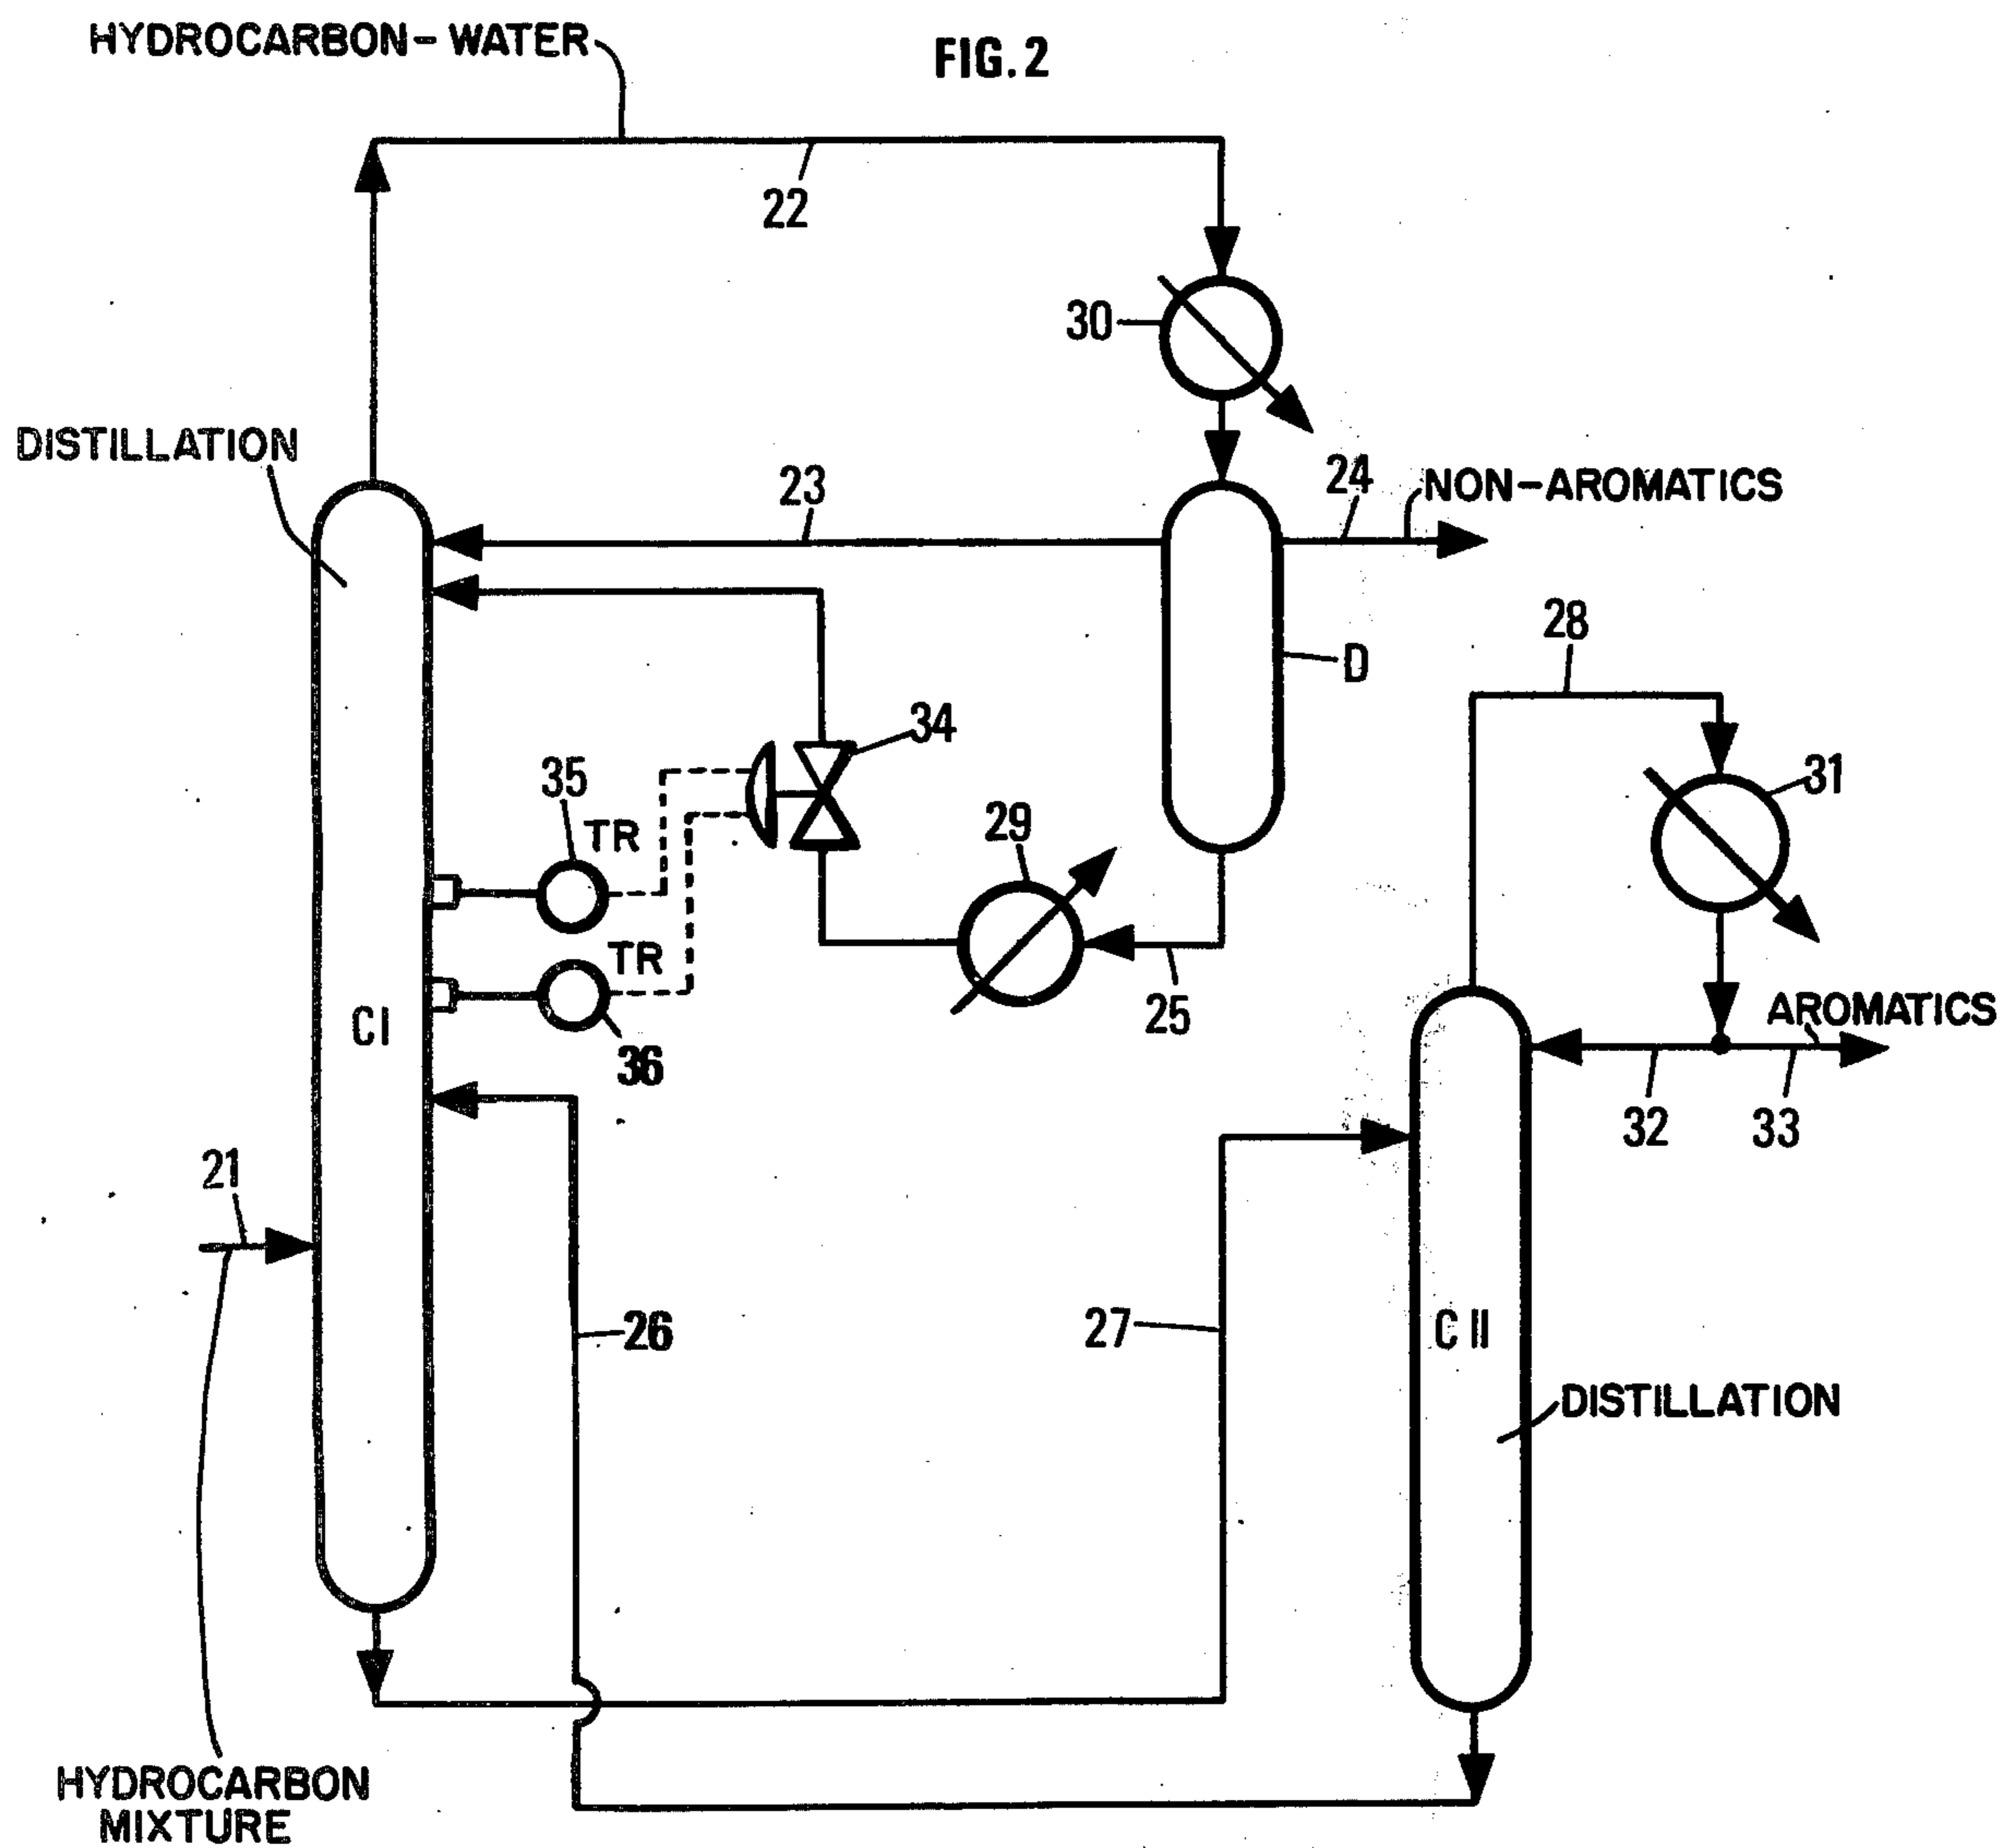 HYDROCARBON-WATER
FIG. 2
22
30
DISTILLATION
23
24
NON-AROMATICS
28
D
34
31
35
TR
29
TR
25
CI
36
AROMATICS
32
33
21
26
27
CII
DISTILLATION
HYDROCARBON
MIXTURE